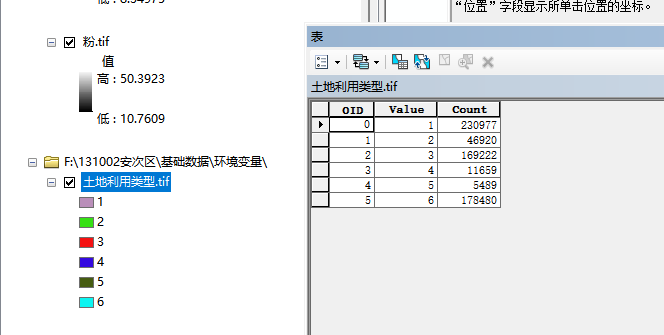 “位置”字段显示所单击位置的坐标。
粉.tif
值
高 : 50.3923
低 : 10.7609
F:\131002安次区\基础数据\环境变量\
土地利用类型.tif
1
2
3
4
5
6
表
土地利用类型.tif
OID Value Count
0 1 230977
1 2 46920
2 3 169222
3 4 11659
4 5 5489
5 6 178480